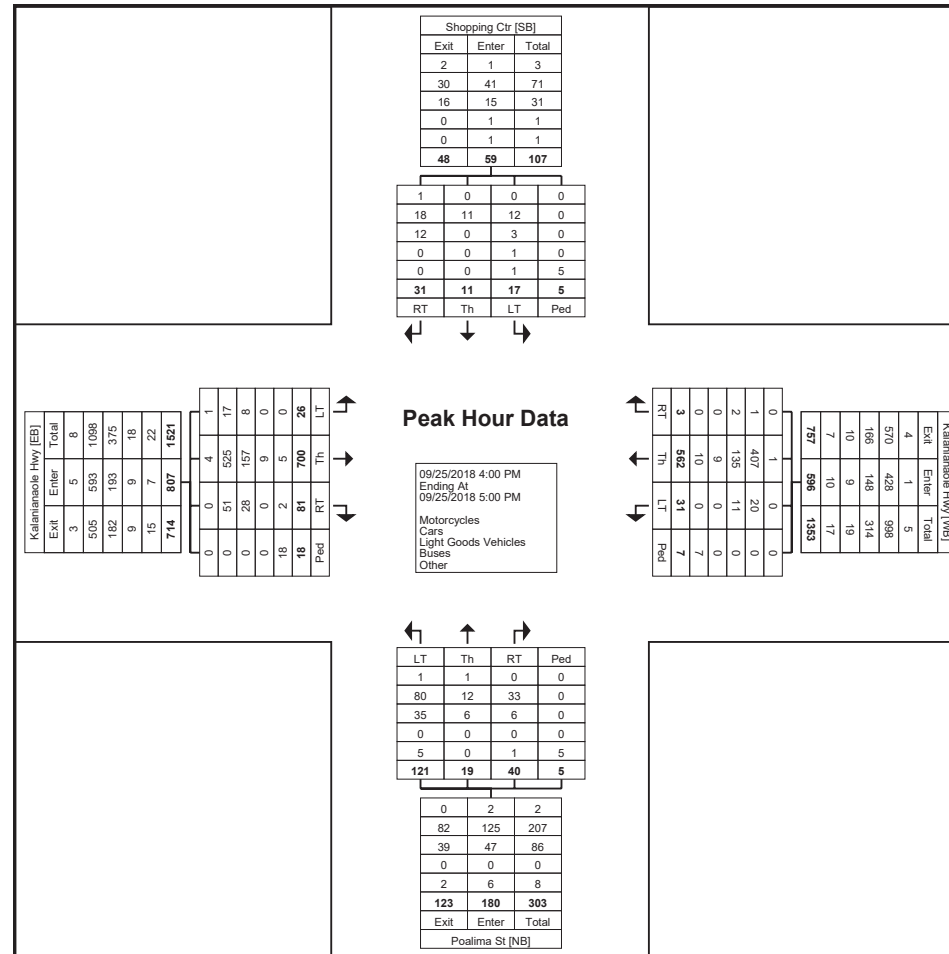 Shopping Ctr [SB]
Exit Enter Total
2 1 3
30 41 71
16 15 31
0 1 1
0 1 1
48 59 107
1 0 0 0
18 11 12 0
12 0 3 0
0 0 1 0
0 0 1 5
31 11 17 5
RT Th LT Ped
LT Th RT Ped
26 700 81 18
0 5 2 18
0 9 0 0
8 157 28 0
17 525 51 0
1 4 0 0
1521 807 714
22 7 15
18 9 9
375 193 182
1098 593 505
8 5 3
Total Enter Exit
Kalanianaole Hwy [EB]
Peak Hour Data
09/25/2018 4:00 PM
Ending At
09/25/2018 5:00 PM
Motorcycles
Cars
Light Goods Vehicles
Buses
Other
Kalanianaole Hwy [WB]
Exit Enter Total
4 1 5
570 428 998
166 148 314
10 9 19
7 10 17
757 596 1353
0 1 0 0
1 407 20 0
2 135 11 0
0 9 0 0
0 10 0 7
3 562 31 7
RT Th LT Ped
LT Th RT Ped
1 1 0 0
80 12 33 0
35 6 6 0
0 0 0 0
5 0 1 5
121 19 40 5
0 2 2
82 125 207
39 47 86
0 0 0
2 6 8
123 180 303
Exit Enter Total
Poalima St [NB]